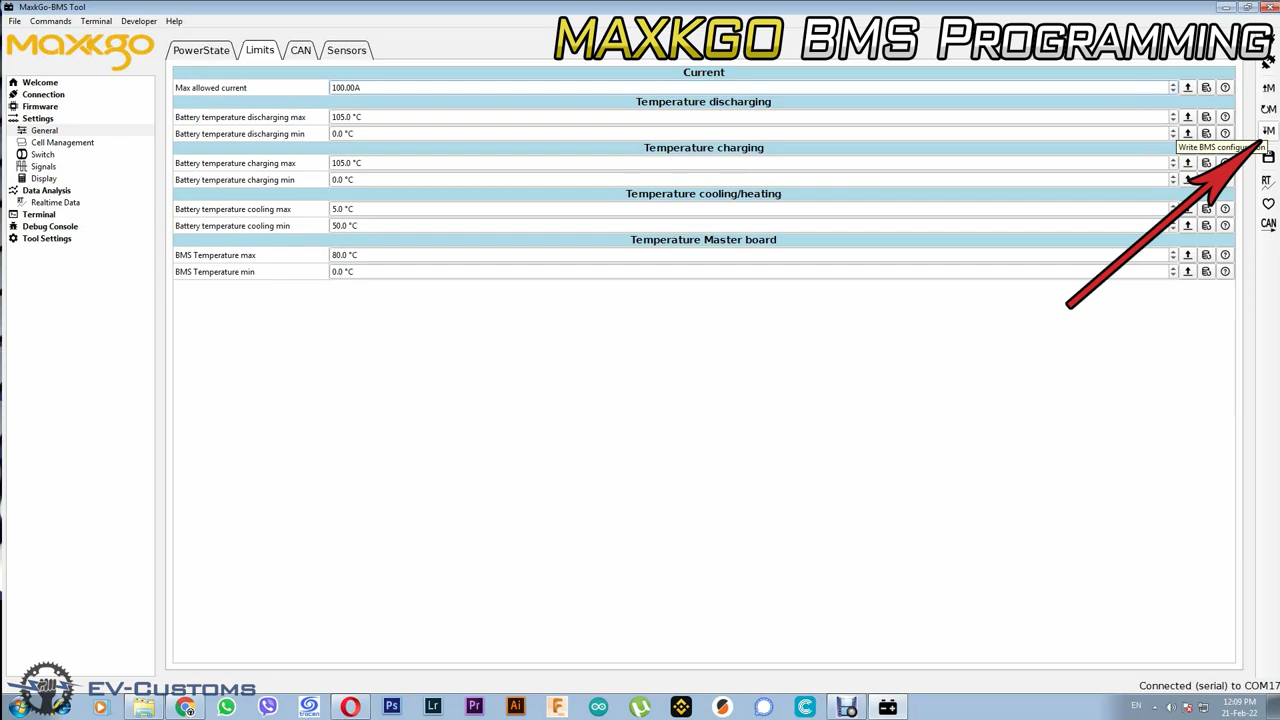 MaxkGo-BMS Tool
File Commands Terminal Developer Help
MAXKGO BMS PROGRAMMING
maxkgo
PowerState Limits CAN Sensors
Welcome
Connection
Firmware
Settings
General
Cell Management
Switch
Signals
Display
Data Analysis
Realtime Data
Terminal
Debug Console
Tool Settings
Current
Max allowed current 100.00A
Temperature discharging
Battery temperature discharging max 105.0 °C
Battery temperature discharging min 0.0 °C
Temperature charging
Battery temperature charging max 105.0 °C
Battery temperature charging min 0.0 °C
Temperature cooling/heating
Battery temperature cooling max 5.0 °C
Battery temperature cooling min 50.0 °C
Temperature Master board
BMS Temperature max 80.0 °C
BMS Temperature min 0.0 °C
M
M
M
Write BMS
RT
CAN
EV-CUSTOMS
Connected (serial) to COM17
Ps
Lr
Pr
Ai
EN
12:09 PM
21-Feb-22